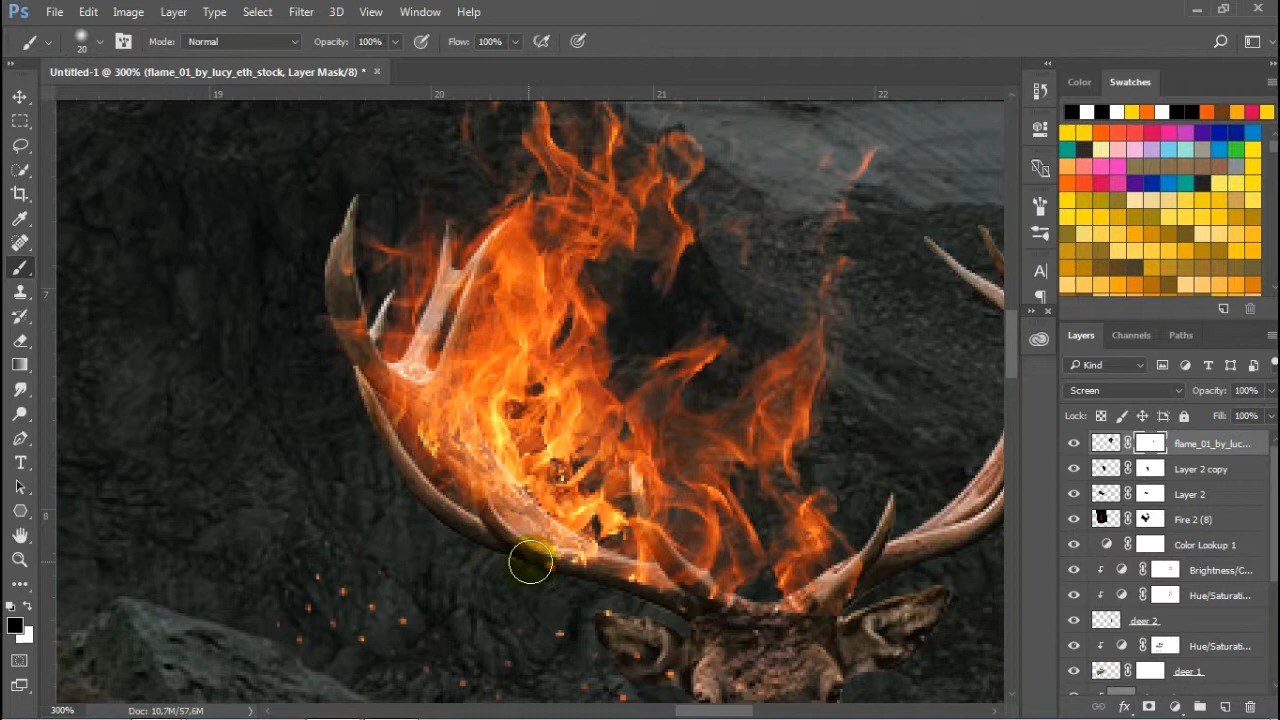 Ps File Edit Image Layer Type Select Filter 3D View Window Help
20 Mode: Normal Opacity: 100% Flow: 100%
Untitled-1 @ 300% (flame_01_by_lucy_eth_stock, Layer Mask/8) * ×
19 20 21 22
7
8
Color Swatches
Layers Channels Paths
Kind
Screen Opacity: 100%
Lock: Fill: 100%
flame_01_by_luc...
Layer 2 copy
Layer 2
Fire 2 (8)
Color Lookup 1
Brightness/C...
Hue/Saturati...
deer 2
Hue/Saturati...
deer 1
300% Doc: 10,7M/57,6M